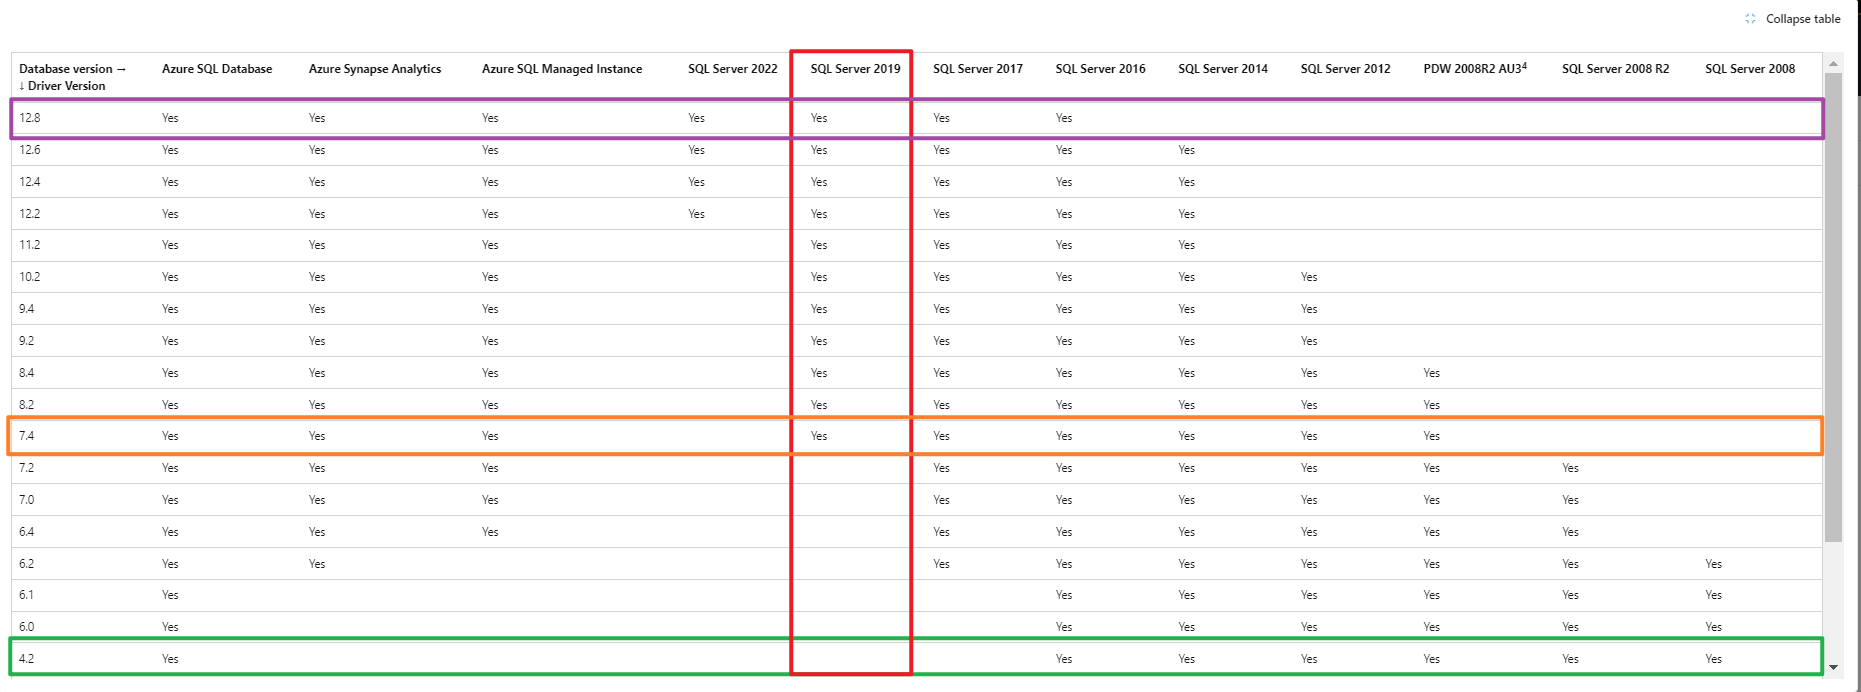 Collapse table
Database version → Azure SQL Database Azure Synapse Analytics Azure SQL Managed Instance SQL Server 2022 SQL Server 2019 SQL Server 2017 SQL Server 2016 SQL Server 2014 SQL Server 2012 PDW 2008R2 AU3⁴ SQL Server 2008 R2 SQL Server 2008
↓ Driver Version
12.8 Yes Yes Yes Yes Yes Yes Yes
12.6 Yes Yes Yes Yes Yes Yes Yes Yes
12.4 Yes Yes Yes Yes Yes Yes Yes Yes
12.2 Yes Yes Yes Yes Yes Yes Yes Yes
11.2 Yes Yes Yes Yes Yes Yes Yes
10.2 Yes Yes Yes Yes Yes Yes Yes Yes
9.4 Yes Yes Yes Yes Yes Yes Yes Yes
9.2 Yes Yes Yes Yes Yes Yes Yes Yes
8.4 Yes Yes Yes Yes Yes Yes Yes Yes Yes
8.2 Yes Yes Yes Yes Yes Yes Yes Yes Yes
7.4 Yes Yes Yes Yes Yes Yes Yes Yes Yes
7.2 Yes Yes Yes Yes Yes Yes Yes Yes Yes
7.0 Yes Yes Yes Yes Yes Yes Yes Yes Yes
6.4 Yes Yes Yes Yes Yes Yes Yes Yes Yes
6.2 Yes Yes Yes Yes Yes Yes Yes Yes Yes
6.1 Yes Yes Yes Yes Yes Yes Yes
6.0 Yes Yes Yes Yes Yes Yes Yes
4.2 Yes Yes Yes Yes Yes Yes Yes